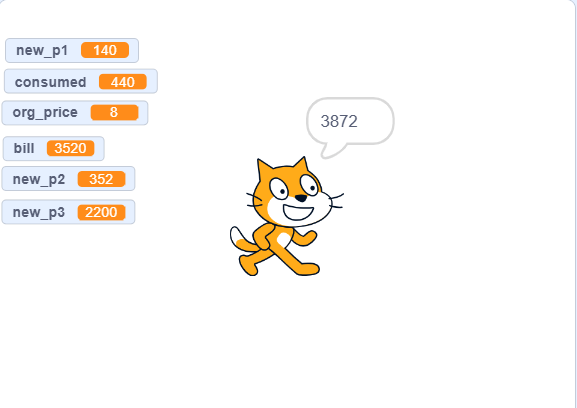 new_p1 140
consumed 440
org_price 8
bill 3520
new_p2 352
new_p3 2200
3872